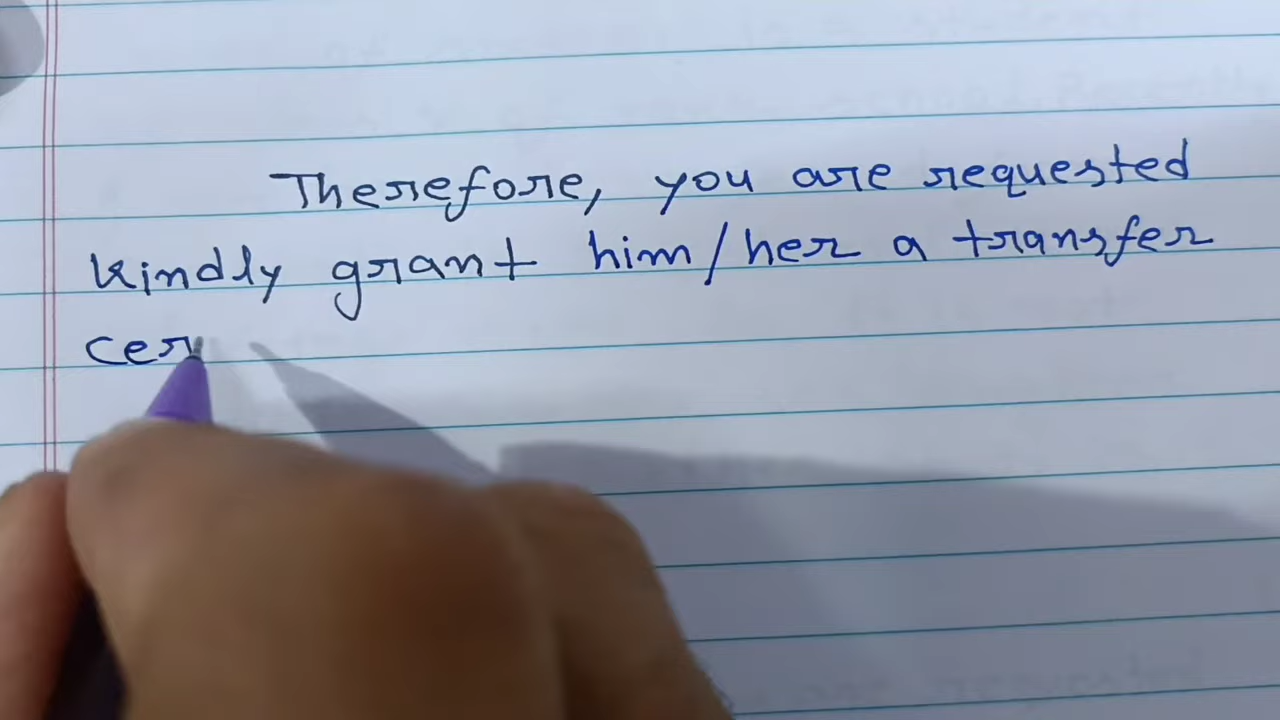 Therefore, you are requested
kindly grant him/her a transfer
cer